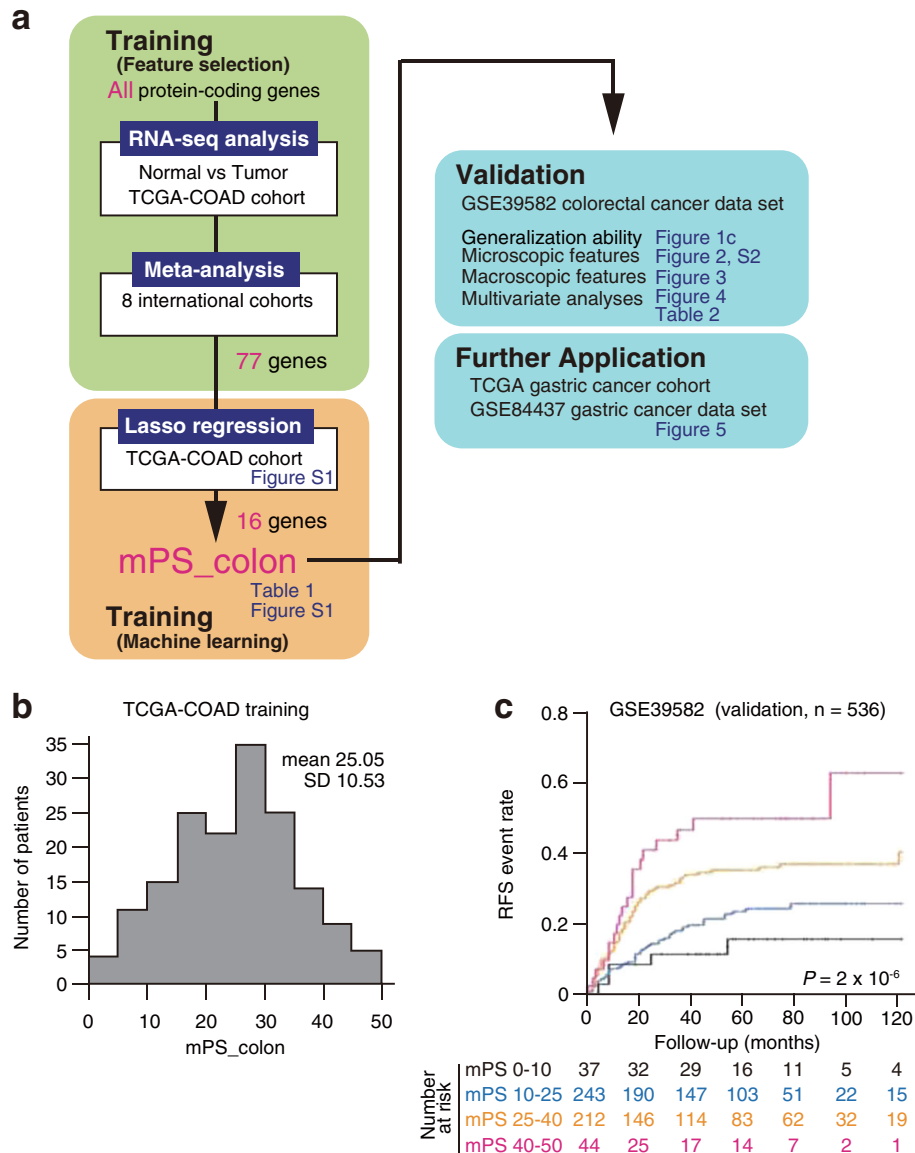 a
Training
(Feature selection)
All protein-coding genes
RNA-seq analysis
Normal vs Tumor
TCGA-COAD cohort
Meta-analysis
8 international cohorts
77 genes
Lasso regression
TCGA-COAD cohort
Figure S1
16 genes
mPS_colon
Table 1
Figure S1
Training
(Machine learning)
Validation
GSE39582 colorectal cancer data set
Generalization ability Figure 1c
Microscopic features Figure 2, S2
Macroscopic features Figure 3
Multivariate analyses Figure 4
Table 2
Further Application
TCGA gastric cancer cohort
GSE84437 gastric cancer data set
Figure 5
b
TCGA-COAD training
mean 25.05
SD 10.53
Number of patients
35
30
25
20
15
10
5
0
0 10 20 30 40 50
mPS_colon
c
GSE39582 (validation, n = 536)
RFS event rate
0.8
0.6
0.4
0.2
0
P = 2 x 10⁻⁶
0 20 40 60 80 100 120
Follow-up (months)
Number
at risk
mPS 0-10 37 32 29 16 11 5 4
mPS 10-25 243 190 147 103 51 22 15
mPS 25-40 212 146 114 83 62 32 19
mPS 40-50 44 25 17 14 7 2 1